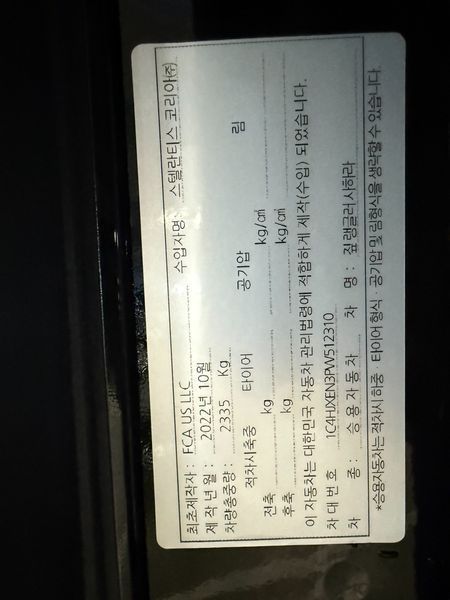 최초제작자 : FCA US LLC 수입자명 : 스텔란티스 코리아㈜
제 작 년 월 : 2022년 10월
차량총중량 : 2335 Kg
적차시축중 타이어 공기압 림
전축 kg kg/㎠
후축 kg kg/㎠
이 자동차는 대한민국 자동차 관리법령에 적합하게 제작(수입) 되었습니다.
차 대 번 호 : 1C4HJXEN3PW512310
차 종 : 승용 자동차 차 명 : 짚랭글러사하라
*승용자동차는 적차시 하중 타이어 형식 · 공기압 및 림형식을 생략할 수 있습니다.